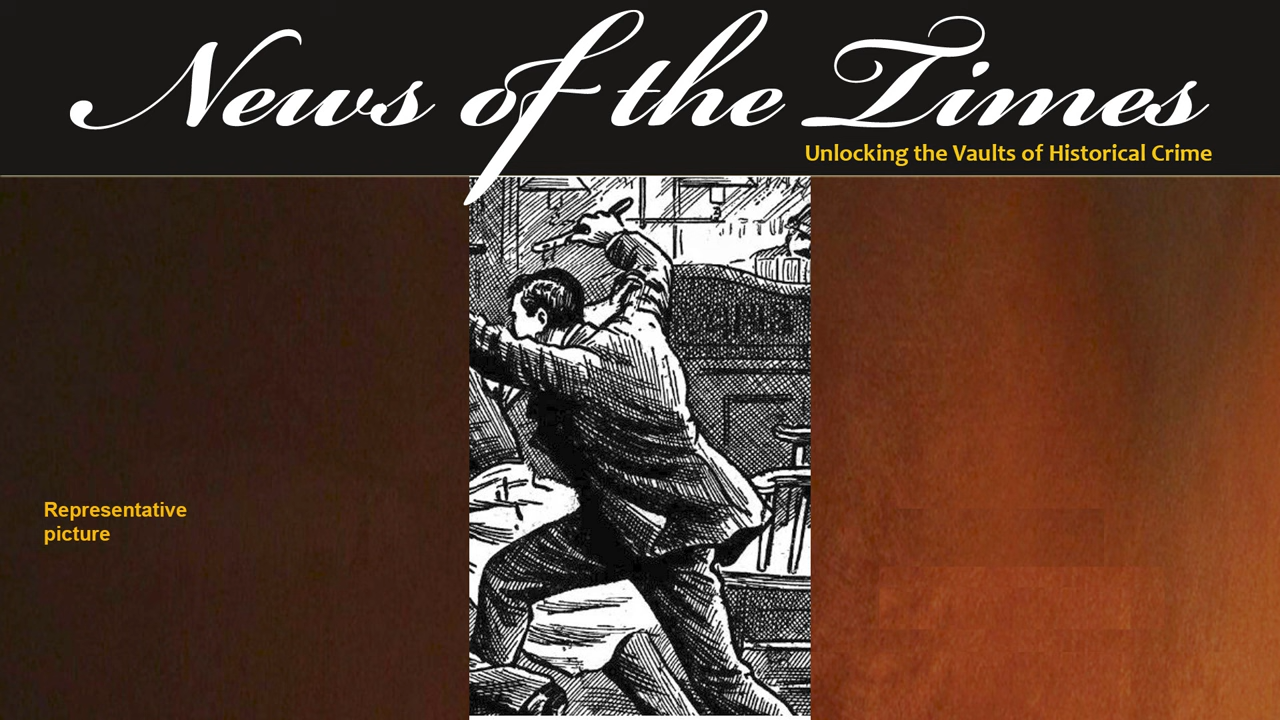 News of the Times
Unlocking the Vaults of Historical Crime
Representative
picture